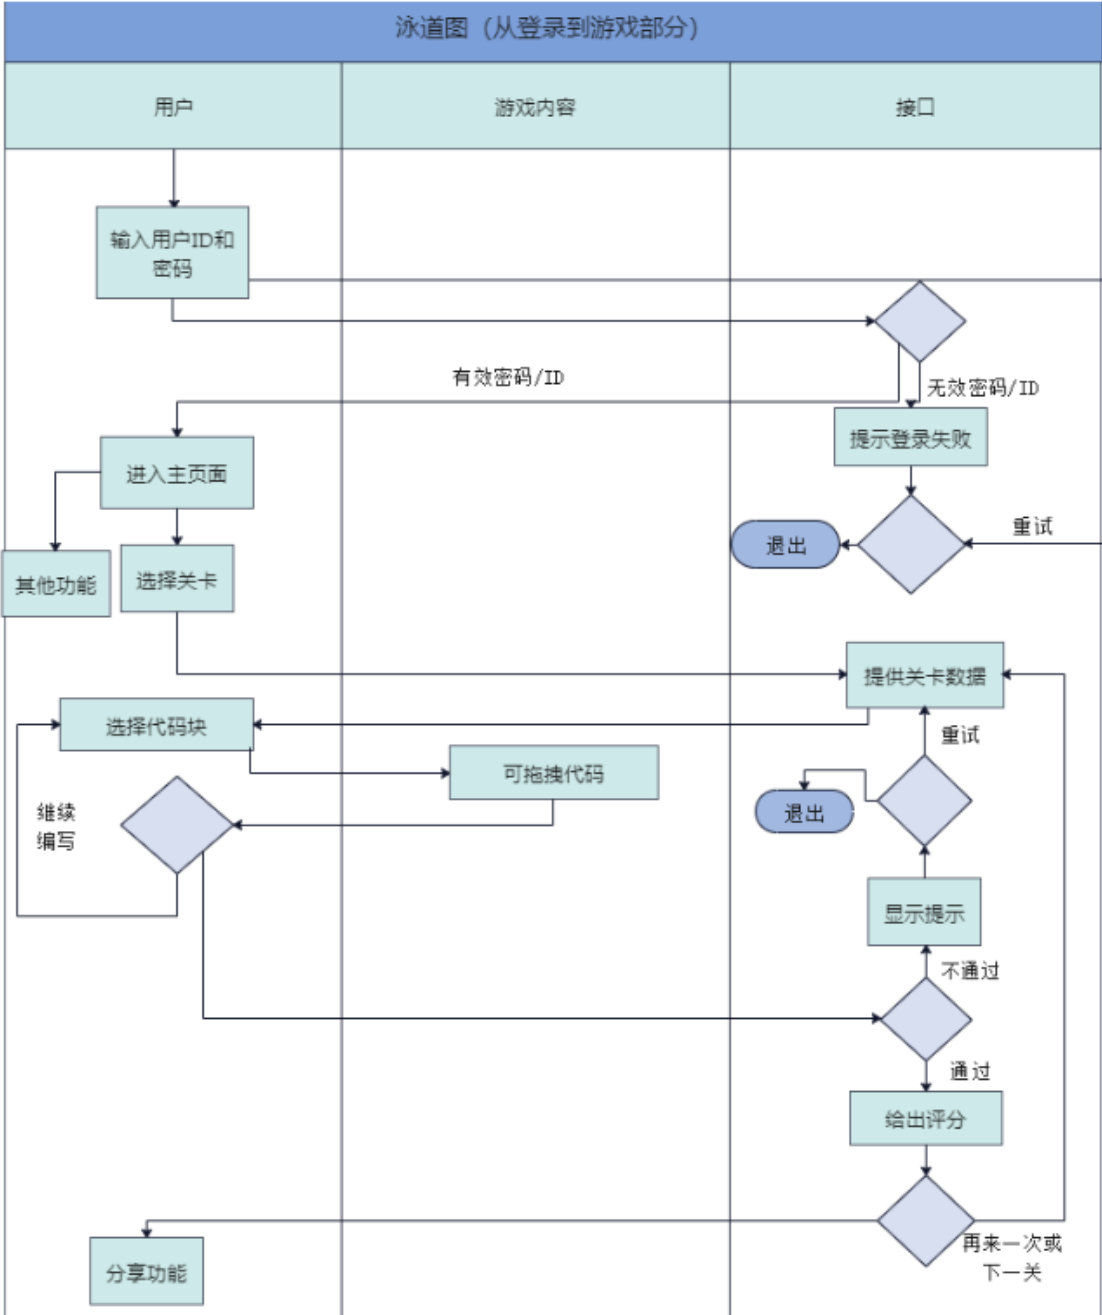 泳道图（从登录到游戏部分）
用户
游戏内容
接口
输入用户ID和
密码
有效密码/ID
无效密码/ID
提示登录失败
进入主页面
重试
退出
其他功能
选择关卡
提供关卡数据
选择代码块
重试
可拖拽代码
继续
编写
退出
显示提示
不通过
通过
给出评分
再来一次或
下一关
分享功能